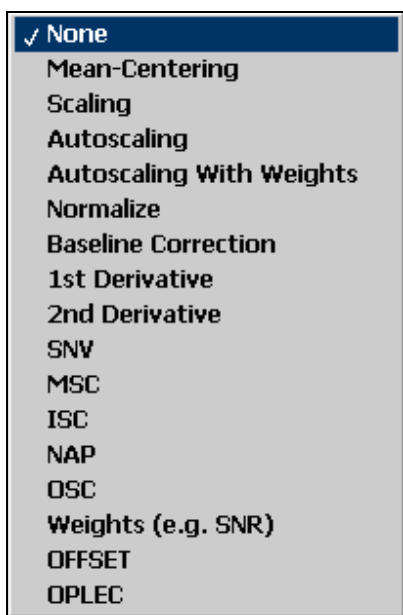 None
Mean-Centering
Scaling
Autoscaling
Autoscaling With Weights
Normalize
Baseline Correction
1st Derivative
2nd Derivative
SNV
MSC
ISC
NAP
OSC
Weights (e.g. SNR)
OFFSET
OPLEC